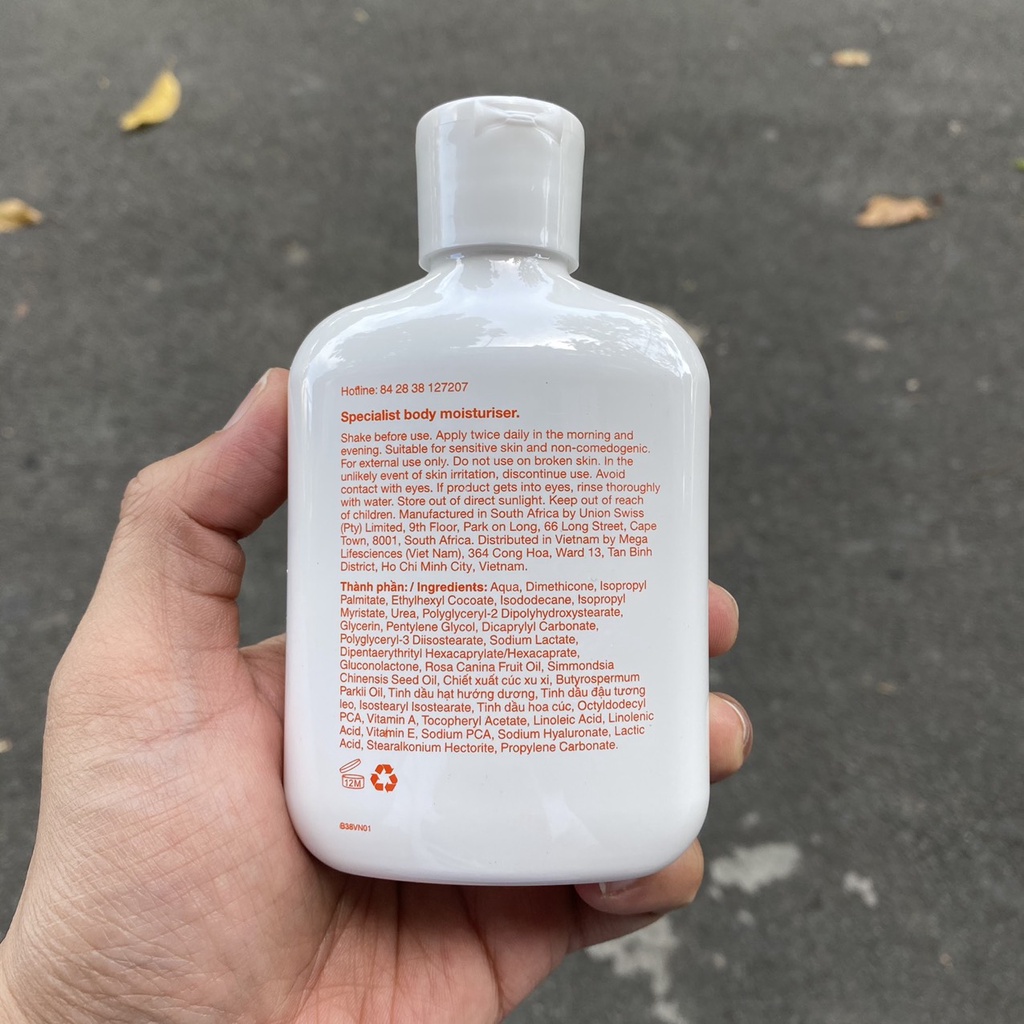 Hotline: 84 28 38 127207
Specialist body moisturiser.
Shake before use. Apply twice daily in the morning and
evening. Suitable for sensitive skin and non-comedogenic.
For external use only. Do not use on broken skin. In the
unlikely event of skin irritation, discontinue use. Avoid
contact with eyes. If product gets into eyes, rinse thoroughly
with water. Store out of direct sunlight. Keep out of reach
of children. Manufactured in South Africa by Union Swiss
(Pty) Limited, 9th Floor, Park on Long, 66 Long Street, Cape
Town, 8001, South Africa. Distributed in Vietnam by Mega
Lifesciences (Viet Nam), 364 Cong Hoa, Ward 13, Tan Binh
District, Ho Chi Minh City, Vietnam.
Thành phần: / Ingredients: Aqua, Dimethicone, Isopropyl
Palmitate, Ethylhexyl Cocoate, Isododecane, Isopropyl
Myristate, Urea, Polyglyceryl-2 Dipolyhydroxystearate,
Glycerin, Pentylene Glycol, Dicaprylyl Carbonate,
Polyglyceryl-3 Diisostearate, Sodium Lactate,
Dipentaerythrityl Hexacaprylate/Hexacaprate,
Gluconolactone, Rosa Canina Fruit Oil, Simmondsia
Chinensis Seed Oil, Chiết xuất cúc xu xi, Butyrospermum
Parkii Oil, Tinh dầu hạt hướng dương, Tinh dầu đậu tương
leo, Isostearyl Isostearate, Tinh dầu hoa cúc, Octyldodecyl
PCA, Vitamin A, Tocopheryl Acetate, Linoleic Acid, Linolenic
Acid, Vitamin E, Sodium PCA, Sodium Hyaluronate, Lactic
Acid, Stearalkonium Hectorite, Propylene Carbonate.
12M
B38VN01